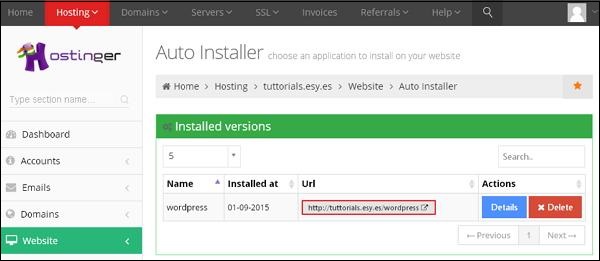 Home Hosting Domains Servers SSL Invoices Referrals Help
Hostinger
Auto Installer choose an application to install on your website
Type section name...
Home > Hosting > tuttorials.esy.es > Website > Auto Installer
Dashboard
Accounts
Emails
Domains
Website
Installed versions
5
Search..
Name Installed at Url Actions
wordpress 01-09-2015 http://tuttorials.esy.es/wordpress Details Delete
← Previous 1 Next →